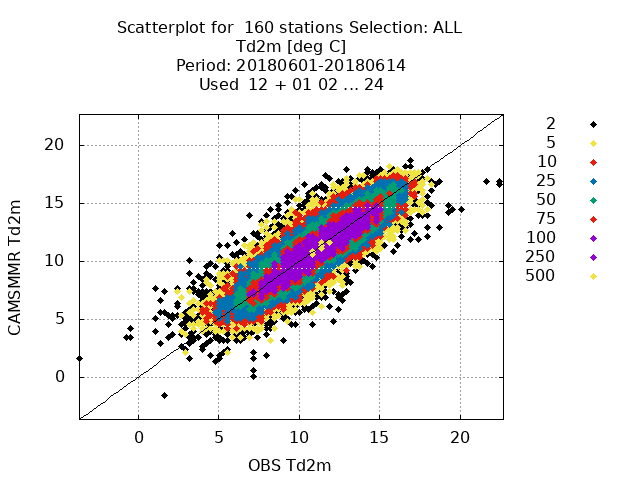 Scatterplot for  160 stations Selection: ALL
Td2m [deg C]
Period: 20180601-20180614
Used  12 + 01 02 ... 24
CAMSMMR Td2m
20
15
10
5
0
0 5 10 15 20
OBS Td2m
2
5
10
25
50
75
100
250
500